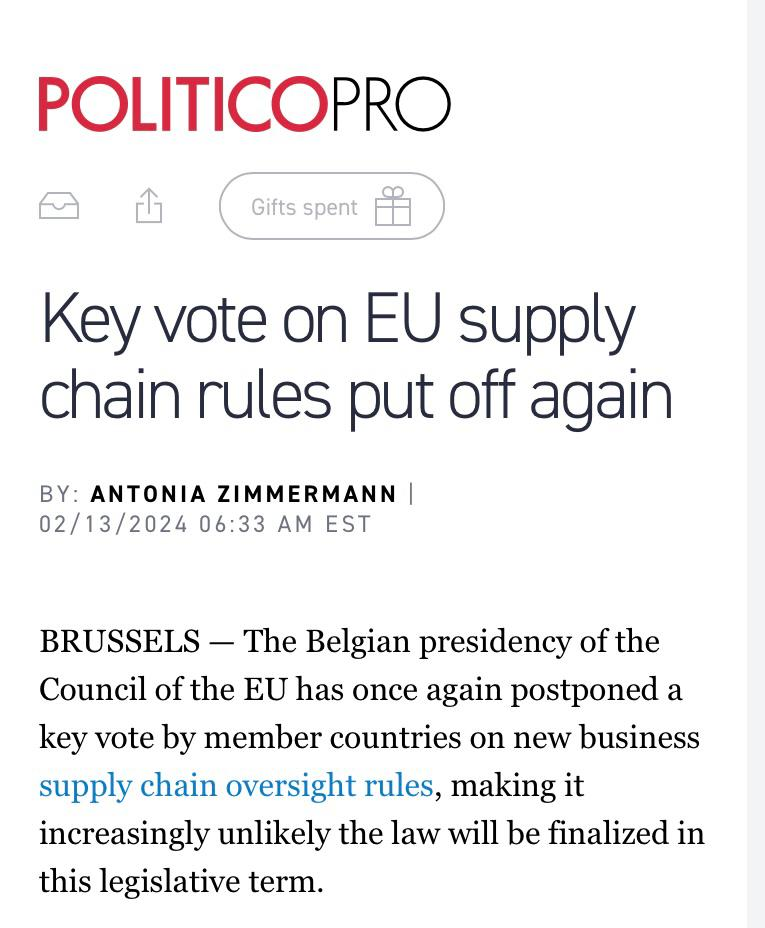 POLITICOPRO
Gifts spent
Key vote on EU supply
chain rules put off again
BY: ANTONIA ZIMMERMANN |
02/13/2024 06:33 AM EST
BRUSSELS — The Belgian presidency of the
Council of the EU has once again postponed a
key vote by member countries on new business
supply chain oversight rules, making it
increasingly unlikely the law will be finalized in
this legislative term.